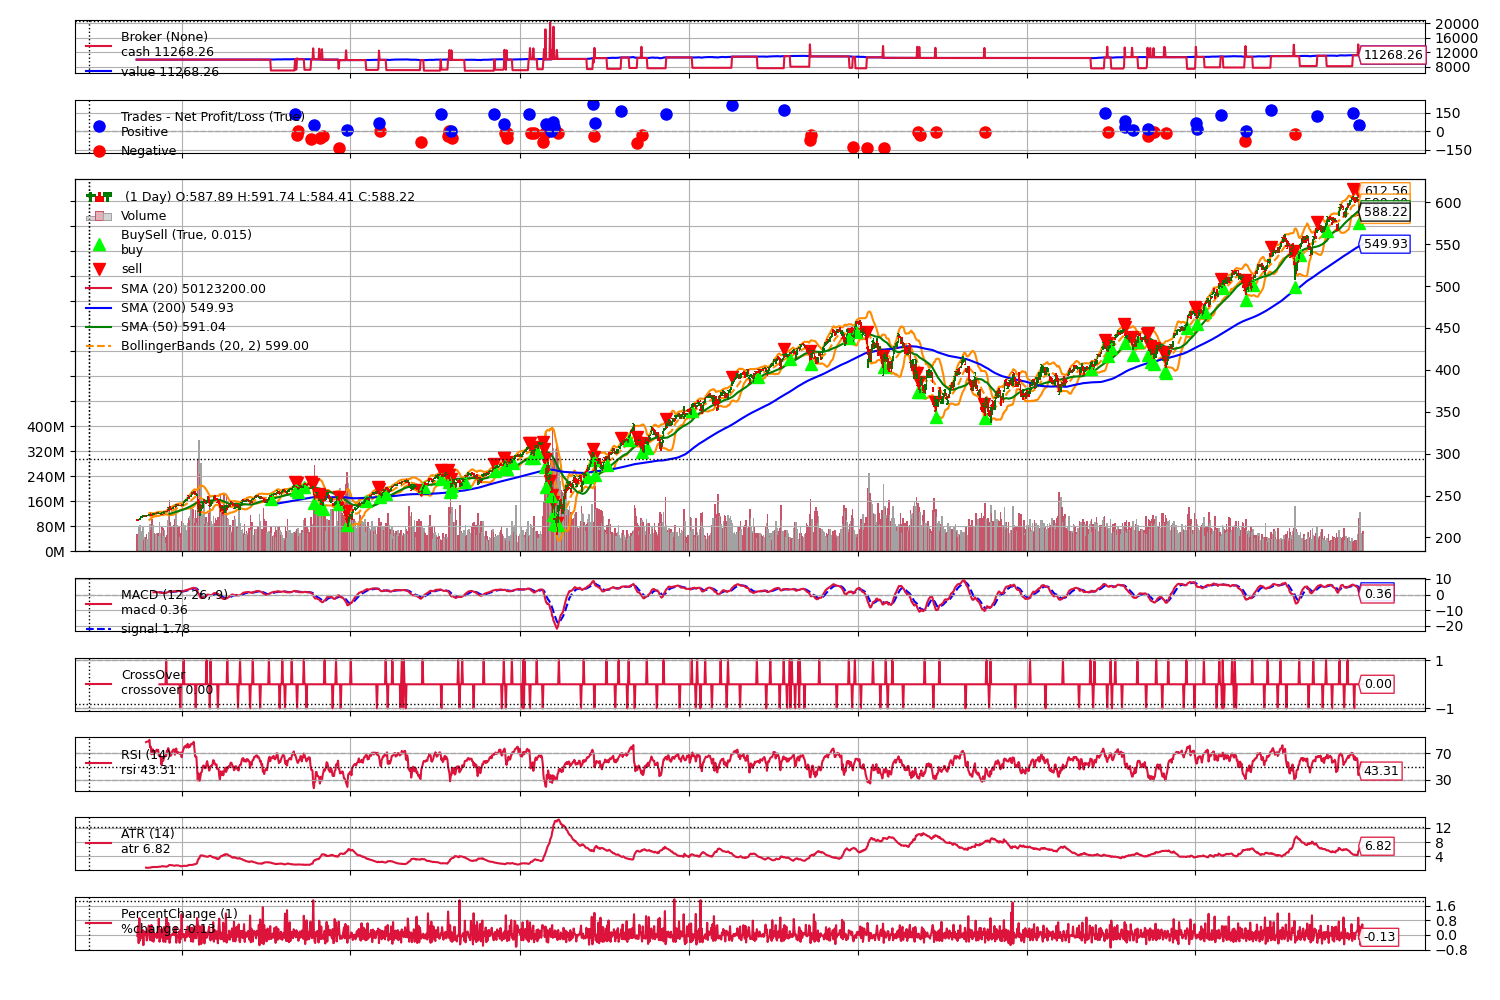 Broker (None)
cash 11268.26
value 11268.26
20000
16000
12000
8000
11268.26
Trades - Net Profit/Loss (True)
Positive
Negative
150
0
−150
(1 Day) O:587.89 H:591.74 L:584.41 C:588.22
Volume
BuySell (True, 0.015)
buy
sell
SMA (20) 50123200.00
SMA (200) 549.93
SMA (50) 591.04
BollingerBands (20, 2) 599.00
400M
320M
240M
160M
80M
0M
612.56
588.22
549.93
600
550
500
450
400
350
300
250
200
MACD (12, 26, 9)
macd 0.36
signal 1.78
10
0
−10
−20
0.36
CrossOver
crossover 0.00
1
−1
0.00
RSI (14)
rsi 43.31
70
30
43.31
ATR (14)
atr 6.82
12
8
4
6.82
PercentChange (1)
%change -0.13
1.6
0.8
0.0
−0.8
-0.13